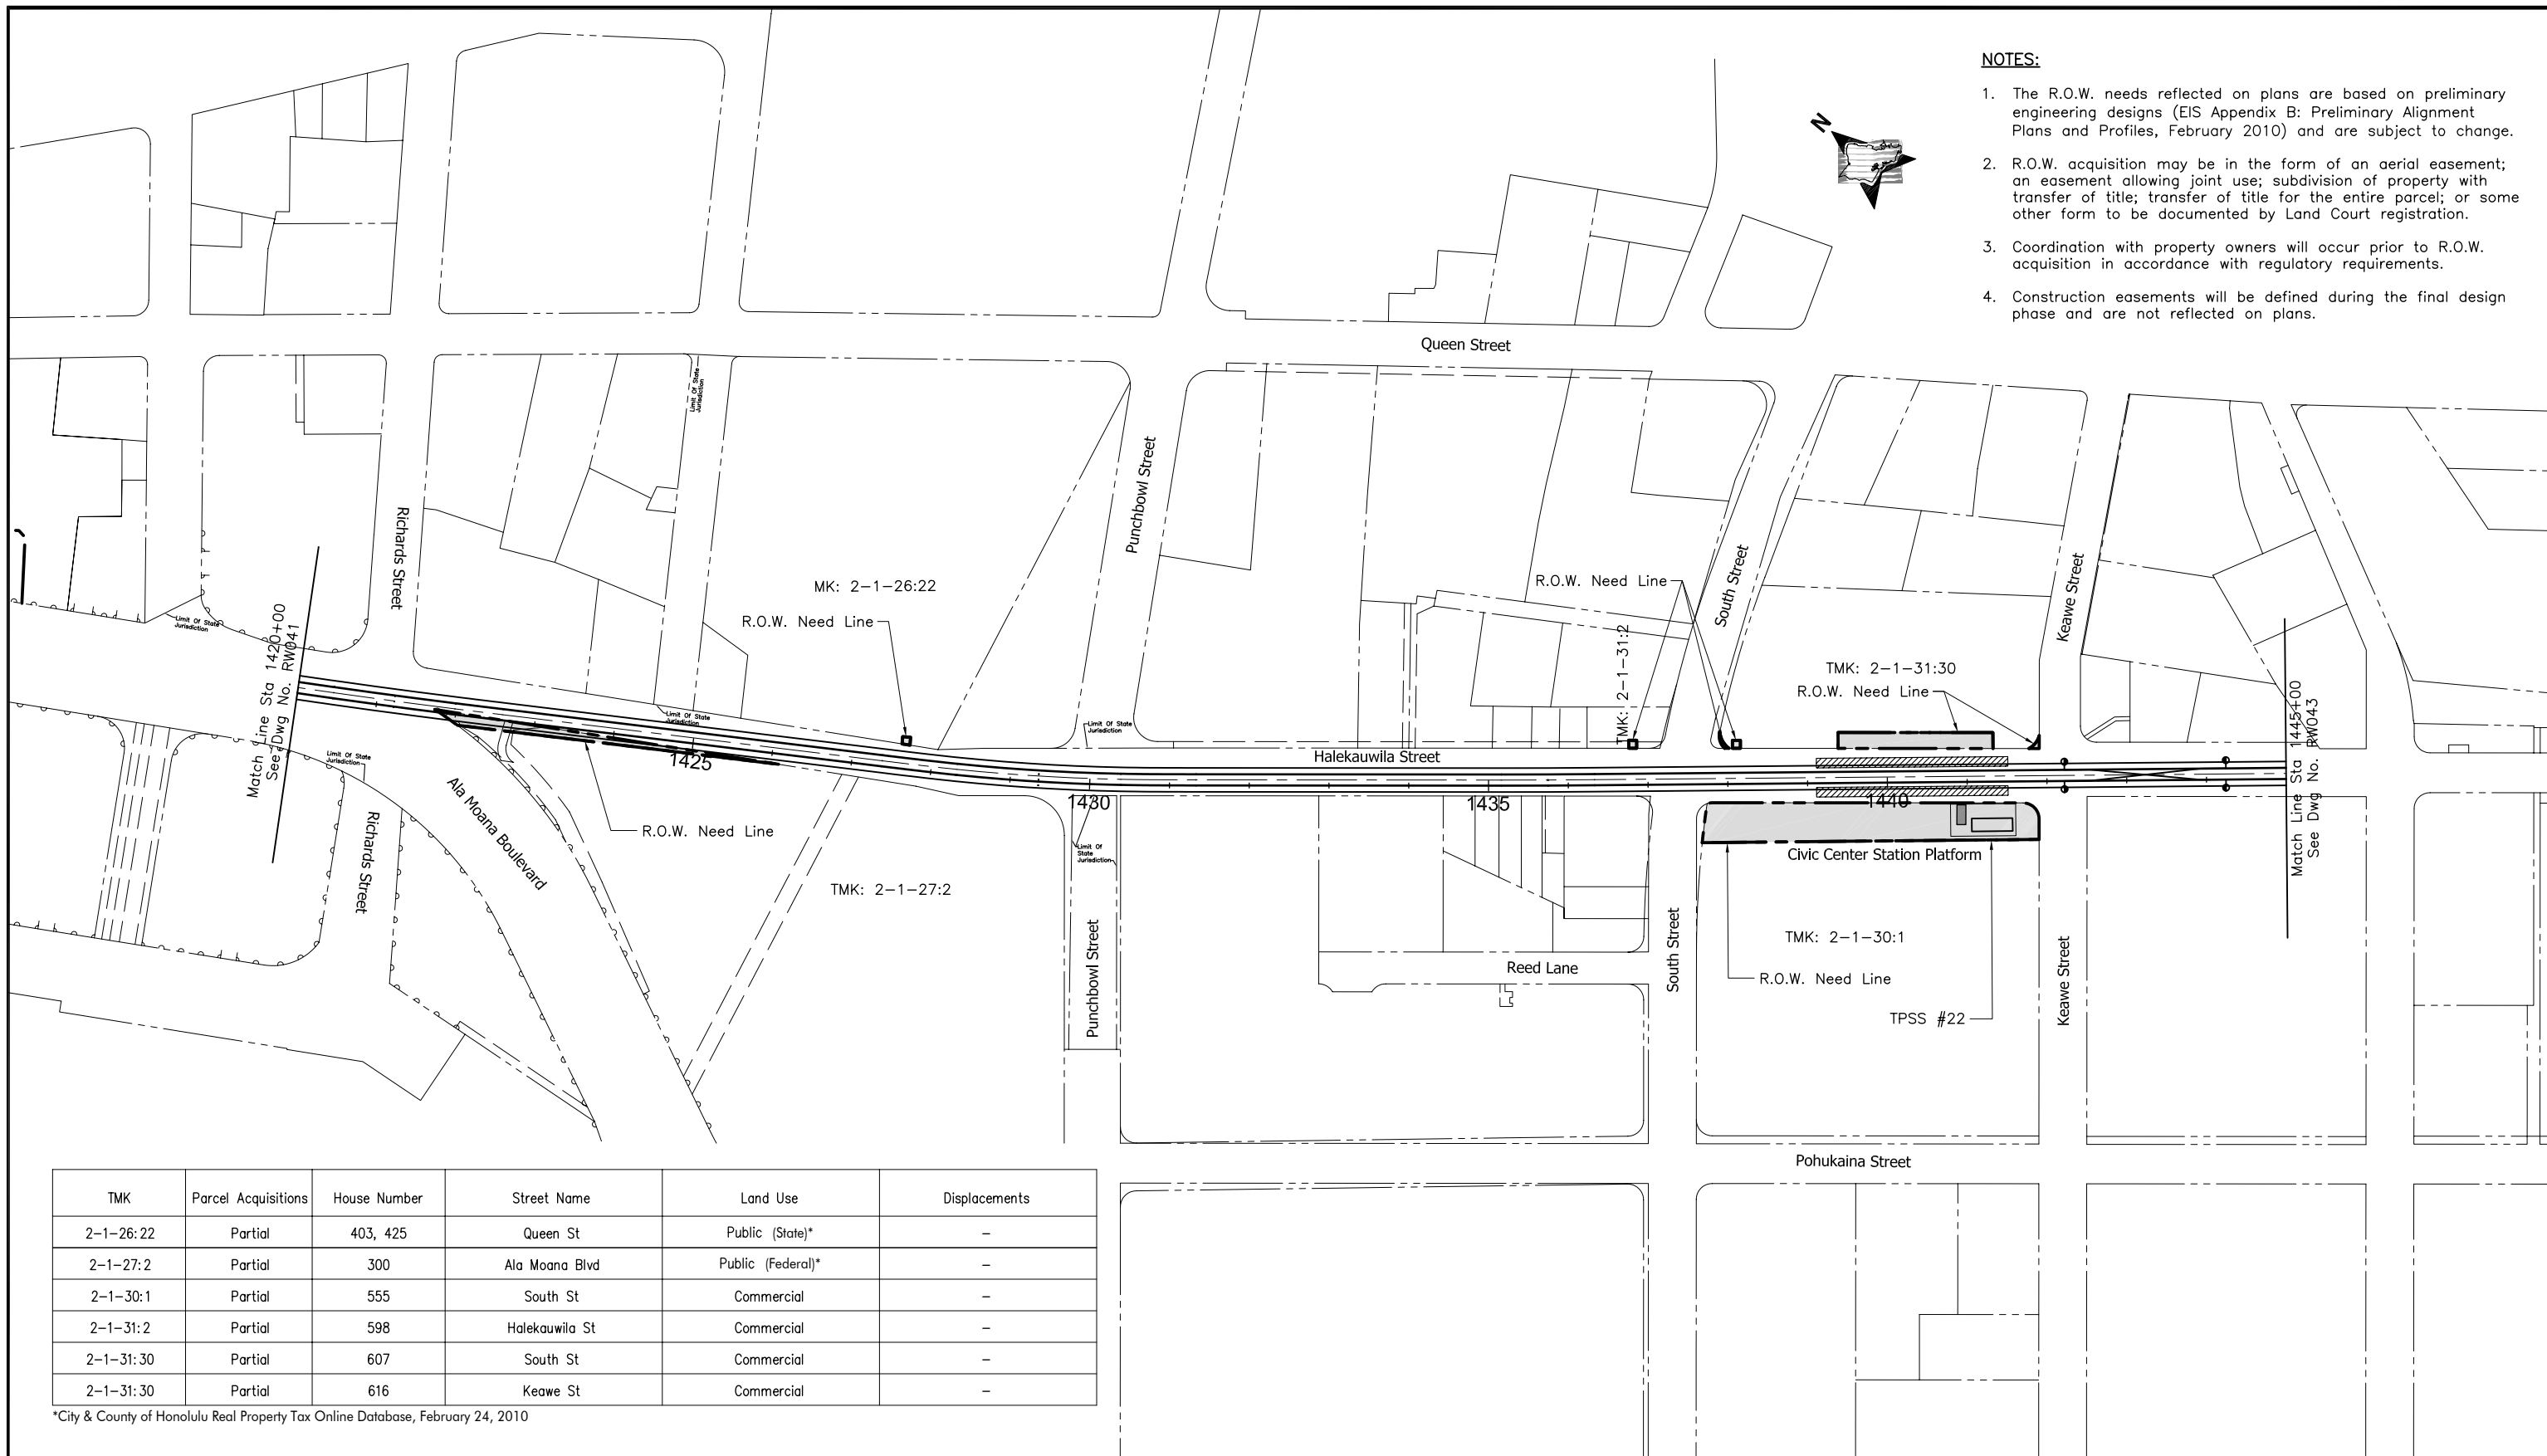 NOTES:
1. The R.O.W. needs reflected on plans are based on preliminary
engineering designs (EIS Appendix B: Preliminary Alignment
Plans and Profiles, February 2010) and are subject to change.
2. R.O.W. acquisition may be in the form of an aerial easement;
an easement allowing joint use; subdivision of property with
transfer of title; transfer of title for the entire parcel; or some
other form to be documented by Land Court registration.
3. Coordination with property owners will occur prior to R.O.W.
acquisition in accordance with regulatory requirements.
4. Construction easements will be defined during the final design
phase and are not reflected on plans.
N
Queen Street
Limit Of State
Jurisdiction
Richards Street
Punchbowl Street
MK: 2-1-26:22
R.O.W. Need Line
R.O.W. Need Line
South Street
Keawe Street
TMK: 2-1-31:2
TMK: 2-1-31:30
R.O.W. Need Line
Limit Of State
Jurisdiction
Match Line Sta 1420+00
See Dwg No. RW041
Limit Of State
Jurisdiction
Limit Of State
Jurisdiction
Limit Of State
Jurisdiction
Halekauwila Street
Match Line Sta 1445+00
See Dwg No. RW043
1425
1430
1435
1440
Ala Moana Boulevard
Richards Street
R.O.W. Need Line
TMK: 2-1-27:2
Limit Of
State
Jurisdiction
Civic Center Station Platform
Punchbowl Street
South Street
TMK: 2-1-30:1
Reed Lane
R.O.W. Need Line
Keawe Street
TPSS #22
Pohukaina Street
TMK Parcel Acquisitions House Number Street Name Land Use Displacements
2-1-26:22 Partial 403, 425 Queen St Public (State)* -
2-1-27:2 Partial 300 Ala Moana Blvd Public (Federal)* -
2-1-30:1 Partial 555 South St Commercial -
2-1-31:2 Partial 598 Halekauwila St Commercial -
2-1-31:30 Partial 607 South St Commercial -
2-1-31:30 Partial 616 Keawe St Commercial -
*City & County of Honolulu Real Property Tax Online Database, February 24, 2010